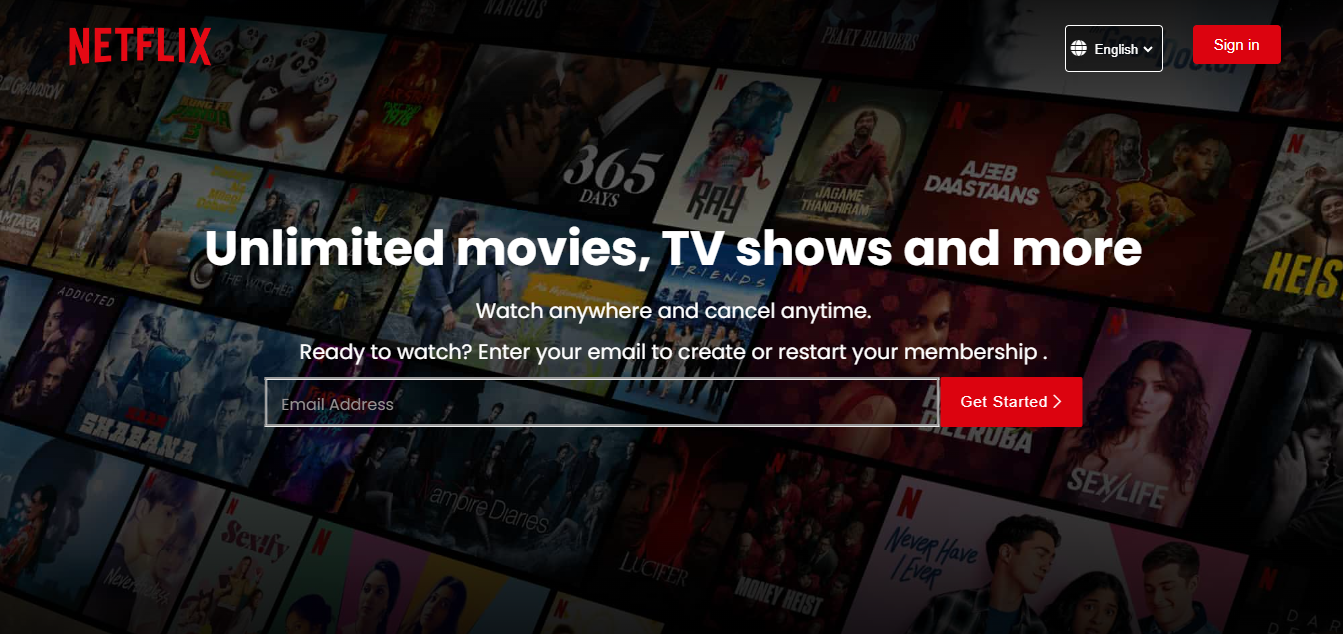 NARCOS
PEAKY BLINDERS
NETFLIX
English
Sign in
KUNG FU
365
DAYS
RAY
JAGAME
THANDHIRAM
AJEEB
DAASTAANS
HEIS
Unlimited movies, TV shows and more
THE WITCHER
FRIENDS
ADDICTED
Watch anywhere and cancel anytime.
Ready to watch? Enter your email to create or restart your membership .
Email Address
Get Started
NAAM
SHABANA
DILRUBA
SEX/LIFE
Vampire Diaries
Sexify
LUCIFER
MONEY HEIST
Never Have
I Ever